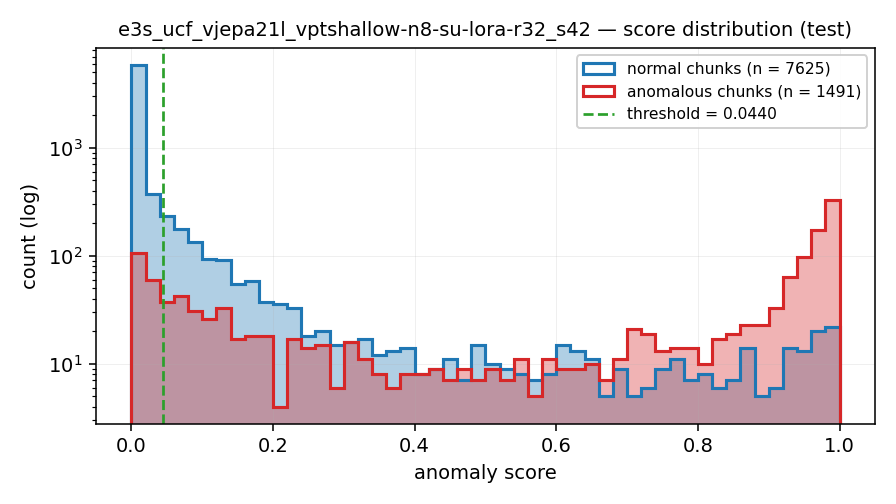 e3s_ucf_vjepa21l_vptshallow-n8-su-lora-r32_s42 — score distribution (test)
normal chunks (n = 7625)
anomalous chunks (n = 1491)
threshold = 0.0440
count (log)
10³
10²
10¹
0.0 0.2 0.4 0.6 0.8 1.0
anomaly score